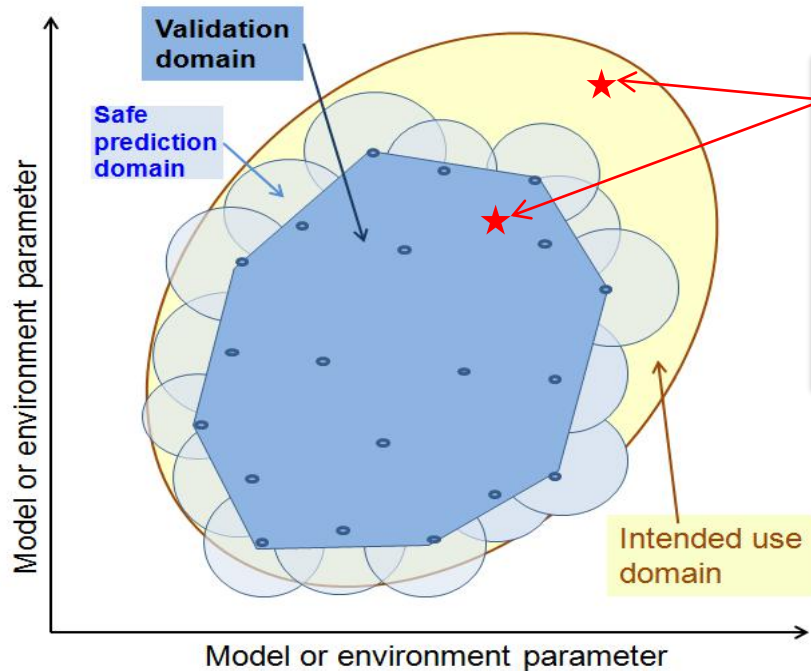 Validation
domain
Safe
prediction
domain
Model or environment parameter
Intended use
domain
Model or environment parameter